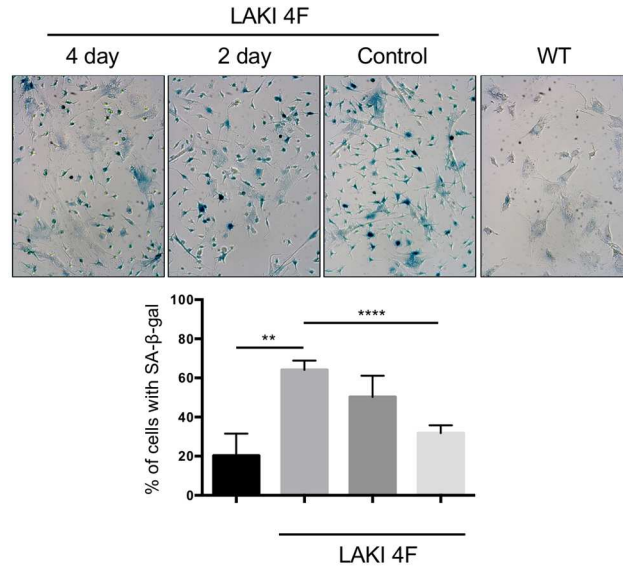 LAKI 4F
4 day 2 day Control WT
% of cells with SA-β-gal
100
80
60
40
20
0
**
****
LAKI 4F